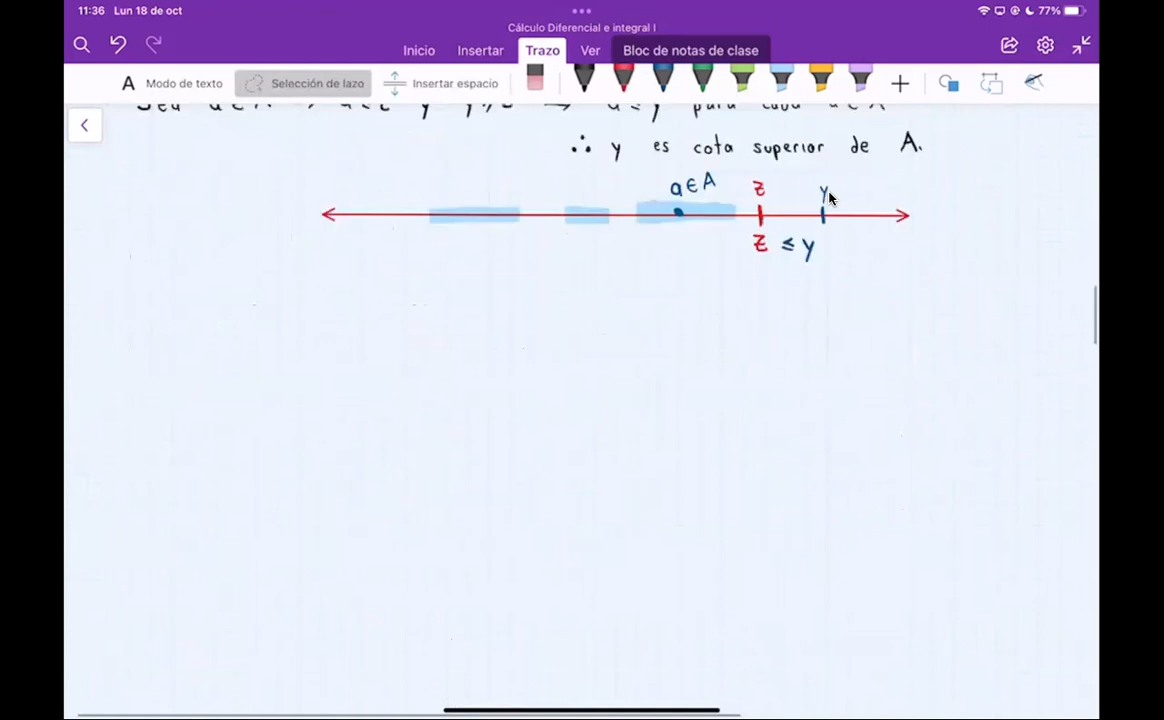 11:36 Lun 18 de oct
77%
Cálculo Diferencial e integral I
Inicio Insertar Trazo Ver Bloc de notas de clase
A Modo de texto Selección de lazo Insertar espacio
∴ y es cota superior de A.
a∈A z y
z ≤ y